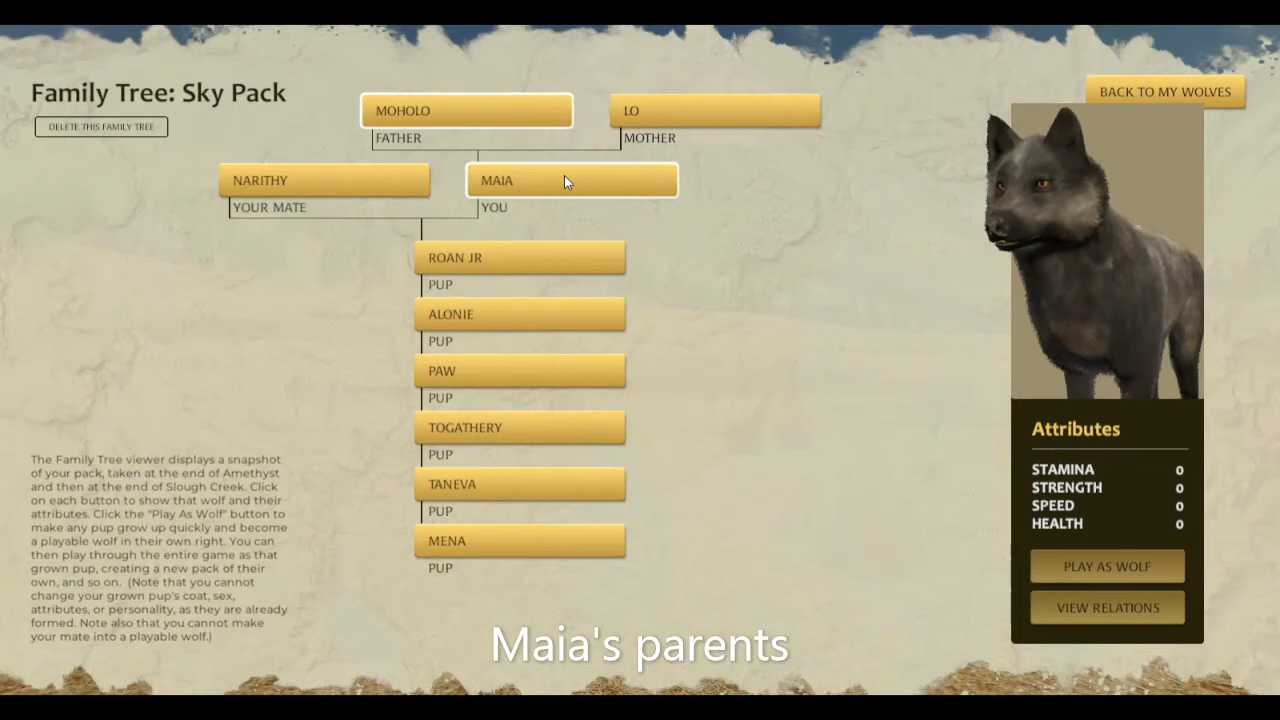 Family Tree: Sky Pack
DELETE THIS FAMILY TREE
BACK TO MY WOLVES
MOHOLO
LO
FATHER
MOTHER
NARITHY
MAIA
YOUR MATE
YOU
ROAN JR
PUP
ALONIE
PUP
PAW
PUP
TOGATHERY
PUP
TANEVA
PUP
MENA
PUP
The Family Tree viewer displays a snapshot
of your pack, taken at the end of Amethyst
and then at the end of Slough Creek. Click
on each button to show that wolf and their
attributes. Click the "Play As Wolf" button to
make any pup grow up quickly and become
a playable wolf in their own right. You can
then play through the entire game as that
grown pup, creating a new pack of their
own, and so on. (Note that you cannot
change your grown pup's coat, sex,
attributes, or personality, as they are already
formed. Note also that you cannot make
your mate into a playable wolf.)
Attributes
STAMINA 0
STRENGTH 0
SPEED 0
HEALTH 0
PLAY AS WOLF
VIEW RELATIONS
Maia's parents